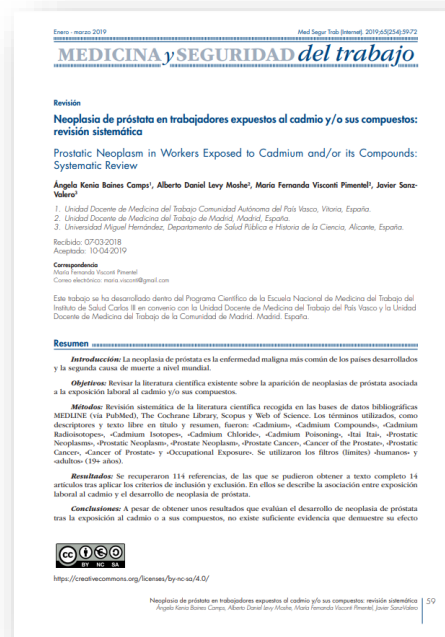 Enero - marzo 2019
Med Segur Trab (Internet). 2019;65(254):59-72
MEDICINA y SEGURIDAD del trabajo
Revisión
Neoplasia de próstata en trabajadores expuestos al cadmio y/o sus compuestos:
revisión sistemática
Prostatic Neoplasm in Workers Exposed to Cadmium and/or its Compounds:
Systematic Review
Ángela Kenia Baines Camps¹, Alberto Daniel Levy Moshe², María Fernanda Visconti Pimentel², Javier Sanz-
Valero³
1. Unidad Docente de Medicina del Trabajo Comunidad Autónoma del País Vasco, Vitoria, España.
2. Unidad Docente de Medicina del Trabajo de Madrid, Madrid, España.
3. Universidad Miguel Hernández, Departamento de Salud Pública e Historia de la Ciencia, Alicante, España.
Recibido: 07-03-2018
Aceptado: 10-04-2019
Correspondencia
María Fernanda Visconti Pimentel
Correo electrónico: maria.visconti@gmail.com
Este trabajo se ha desarrollado dentro del Programa Científico de la Escuela Nacional de Medicina del Trabajo del
Instituto de Salud Carlos III en convenio con la Unidad Docente de Medicina del Trabajo del País Vasco y la Unidad
Docente de Medicina del Trabajo de la Comunidad de Madrid. Madrid. España.
Resumen
Introducción: La neoplasia de próstata es la enfermedad maligna más común de los países desarrollados
y la segunda causa de muerte a nivel mundial.
Objetivos: Revisar la literatura científica existente sobre la aparición de neoplasias de próstata asociada
a la exposición laboral al cadmio y/o sus compuestos.
Métodos: Revisión sistemática de la literatura científica recogida en las bases de datos bibliográficas
MEDLINE (vía PubMed), The Cochrane Library, Scopus y Web of Science. Los términos utilizados, como
descriptores y texto libre en título y resumen, fueron: «Cadmium», «Cadmium Compounds», «Cadmium
Radioisotopes», «Cadmium Isotopes», «Cadmium Chloride», «Cadmium Poisoning», «Itai Itai», «Prostatic
Neoplasms», «Prostatic Neoplasm», «Prostate Neoplasm», «Prostate Cancer», «Cancer of the Prostate», «Prostatic
Cancer», «Cancer of Prostate» y «Occupational Exposure». Se utilizaron los filtros (límites) «humanos» y
«adultos» (19+ años).
Resultados: Se recuperaron 114 referencias, de las que se pudieron obtener a texto completo 14
artículos tras aplicar los criterios de inclusión y exclusión. En ellos se describe la asociación entre exposición
laboral al cadmio y el desarrollo de neoplasia de próstata.
Conclusiones: A pesar de obtener unos resultados que evalúan el desarrollo de neoplasia de próstata
tras la exposición al cadmio o a sus compuestos, no existe suficiente evidencia que demuestre su efecto
cc BY NC SA
https://creativecommons.org/licenses/by-nc-sa/4.0/
Neoplasia de próstata en trabajadores expuestos al cadmio y/o sus compuestos: revisión sistemática 59
Ángela Kenia Baines Camps, Alberto Daniel Levy Moshe, María Fernanda Visconti Pimentel, Javier Sanz-Valero